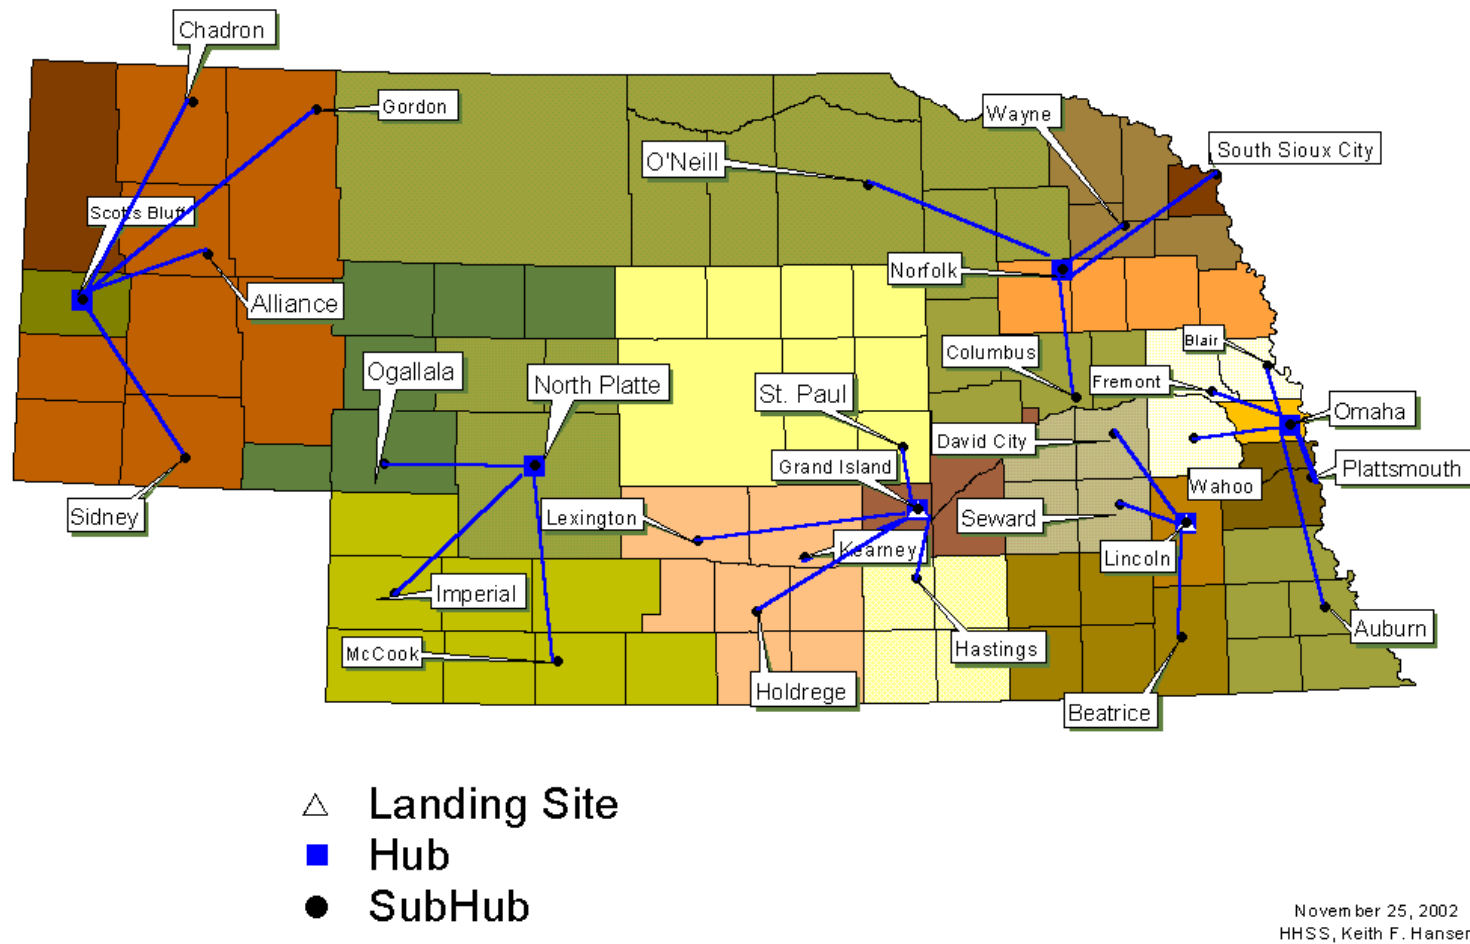 Chadron
Gordon
Wayne
South Sioux City
O'Neill
Scotts Bluff
Norfolk
Alliance
Blair
Columbus
Ogallala
North Platte
Fremont
St. Paul
Omaha
David City
Grand Island
Plattsmouth
Wahoo
Sidney
Lexington
Seward
Kearney
Lincoln
Imperial
Auburn
McCook
Hastings
Holdrege
Beatrice
Landing Site
Hub
SubHub
November 25, 2002
HHSS, Keith F. Hansen